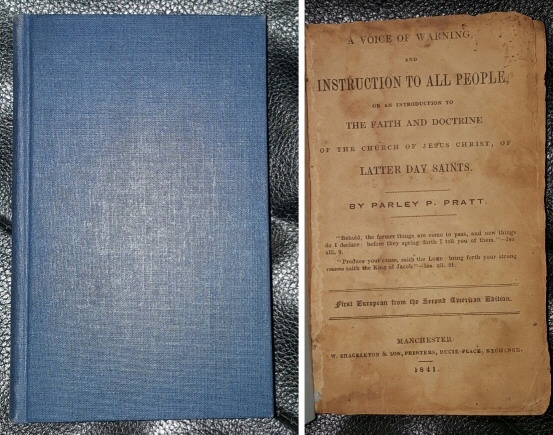 A VOICE OF WARNING,
AND
INSTRUCTION TO ALL PEOPLE,
OR AN INTRODUCTION TO
THE FAITH AND DOCTRINE
OF THE CHURCH OF JESUS CHRIST, OF
LATTER DAY SAINTS.
BY PARLEY P. PRATT.
"Behold, the former things are come to pass, and new things
do I declare: before they spring forth I tell you of them."—Isa
xlii. 9.
"Produce your cause, saith the LORD: bring forth your strong
reasons saith the King of Jacob."—Isa. xli. 21.
First European from the Second American Edition.
MANCHESTER
W. SHACKLETON & SON, PRINTERS, DUCIE-PLACE, EXCHANGE.
1841.